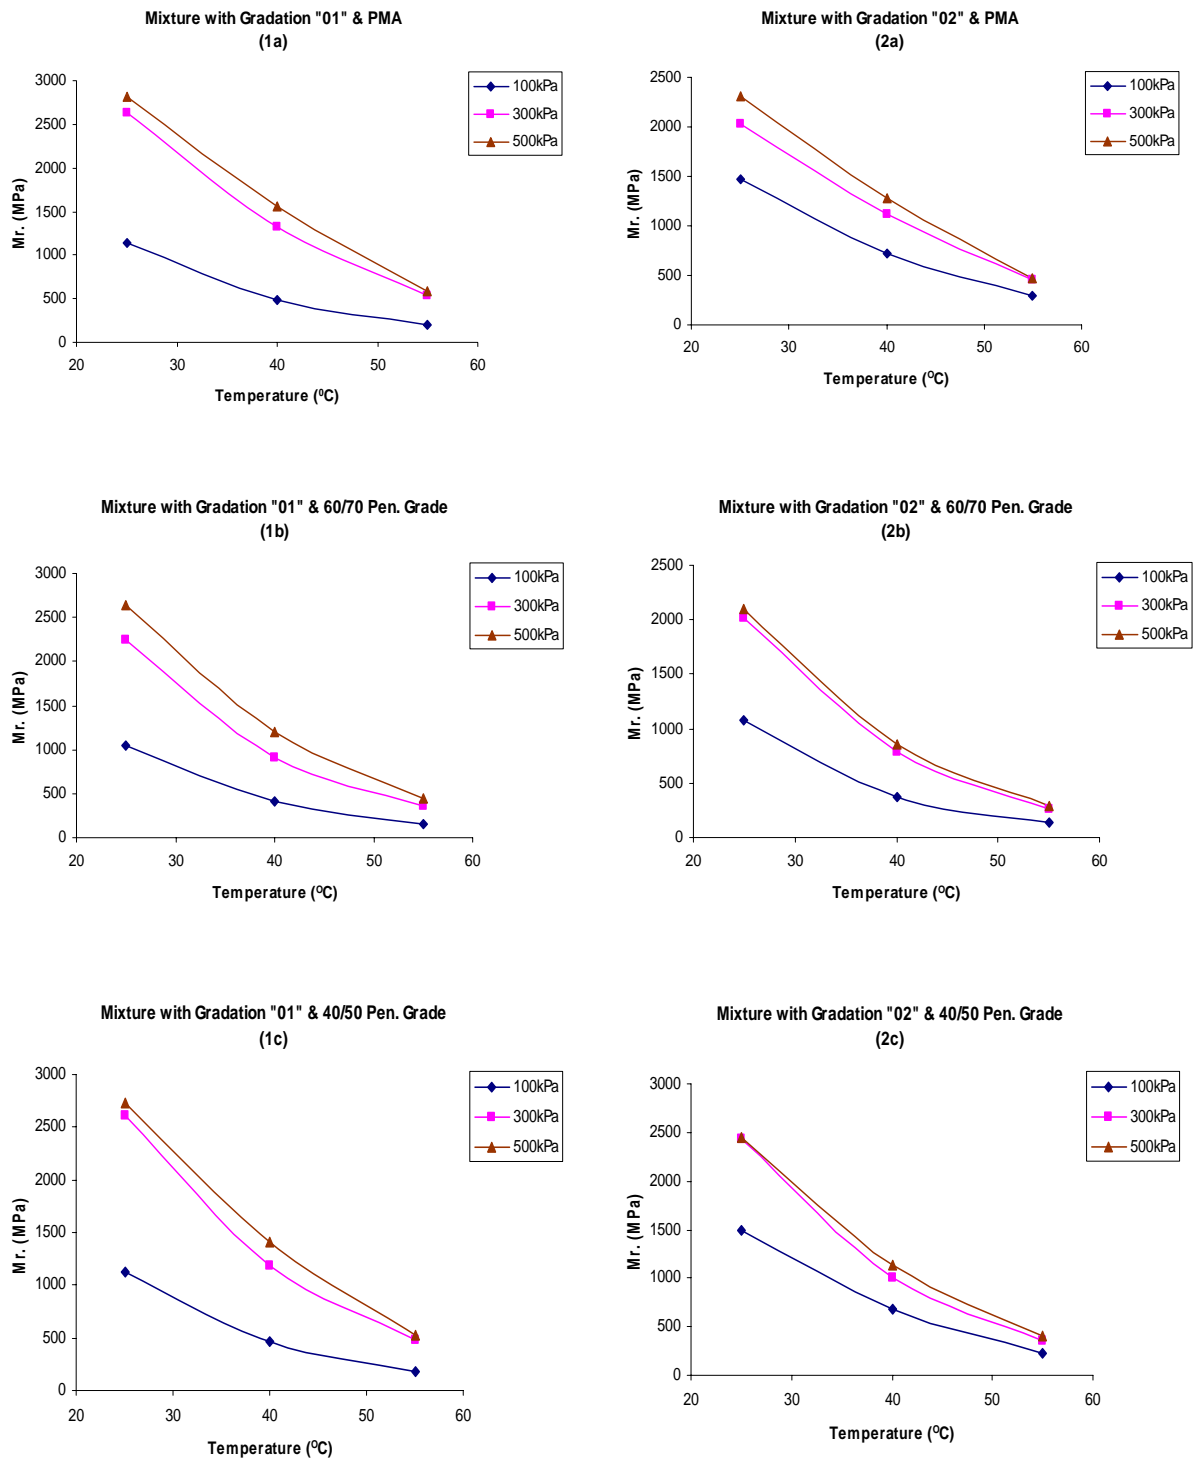 Mixture with Gradation "01" & PMA
(1a)
3000
2500
2000
1500
1000
500
0
20
30
40
50
60
Mr. (MPa)
Temperature (⁰C)
100kPa
300kPa
500kPa
Mixture with Gradation "02" & PMA
(2a)
2500
2000
1500
1000
500
0
20
30
40
50
60
Mr. (MPa)
Temperature (ᴼC)
100kPa
300kPa
500kPa
Mixture with Gradation "01" & 60/70 Pen. Grade
(1b)
3000
2500
2000
1500
1000
500
0
20
30
40
50
60
Mr. (MPa)
Temperature (ᴼC)
100kPa
300kPa
500kPa
Mixture with Gradation "02" & 60/70 Pen. Grade
(2b)
2500
2000
1500
1000
500
0
20
30
40
50
60
Mr. (MPa)
Temperature (ᴼC)
100kPa
300kPa
500kPa
Mixture with Gradation "01" & 40/50 Pen. Grade
(1c)
3000
2500
2000
1500
1000
500
0
20
30
40
50
60
Mr. (MPa)
Temperature (ᴼC)
100kPa
300kPa
500kPa
Mixture with Gradation "02" & 40/50 Pen. Grade
(2c)
3000
2500
2000
1500
1000
500
0
20
30
40
50
60
Mr. (MPa)
Temperature (ᴼC)
100kPa
300kPa
500kPa